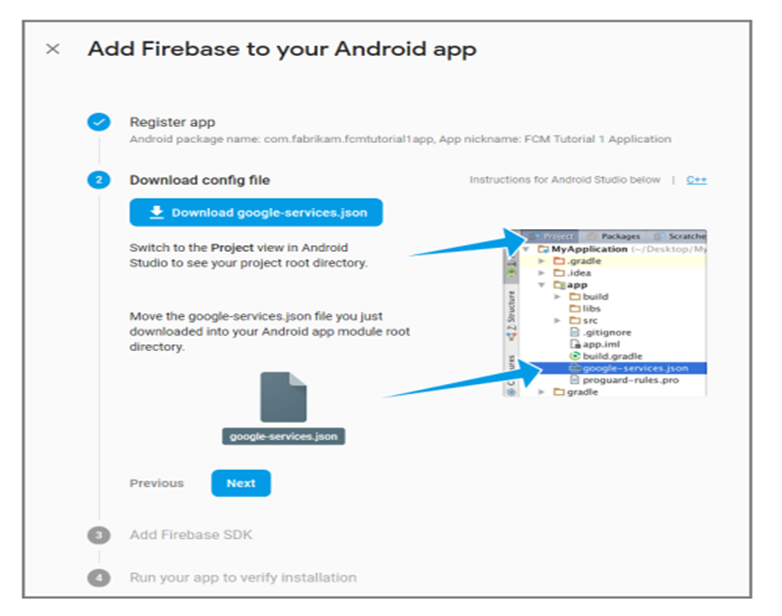 Add Firebase to your Android app
Register app
Android package name: com.fabrikam.fcmtutorial1app, App nickname: FCM Tutorial 1 Application
2
Download config file
Instructions for Android Studio below | C++
Download google-services.json
Switch to the Project view in Android
Studio to see your project root directory.
Move the google-services.json file you just
downloaded into your Android app module root
directory.
google-services.json
Project Packages Scratche
MyApplication (~/Desktop/My
.gradle
.idea
app
build
libs
src
.gitignore
app.iml
build.gradle
google-services.json
proguard-rules.pro
gradle
Z: Structure
Previous
Next
3
Add Firebase SDK
4
Run your app to verify installation